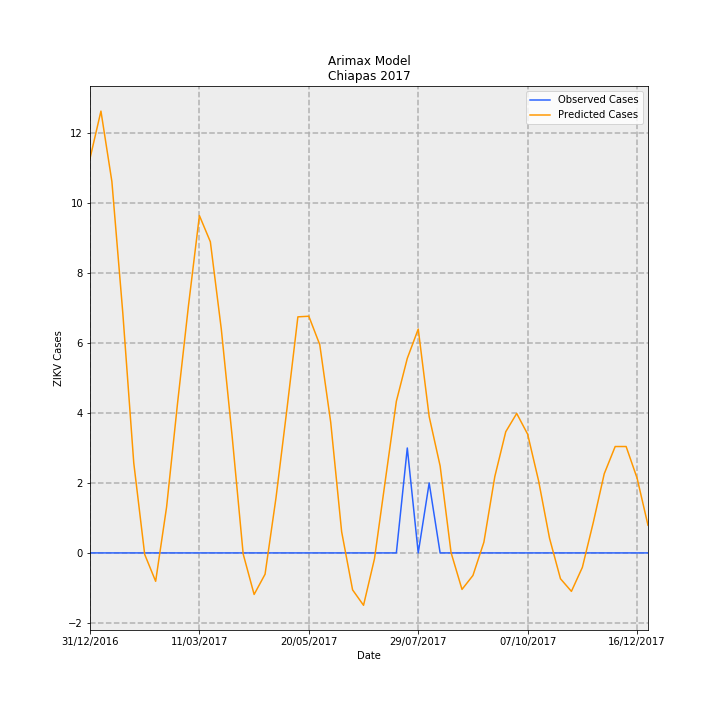 Arimax Model
Chiapas 2017
Observed Cases
Predicted Cases
12
10
8
6
4
2
0
−2
ZIKV Cases
31/12/2016 11/03/2017 20/05/2017 29/07/2017 07/10/2017 16/12/2017
Date